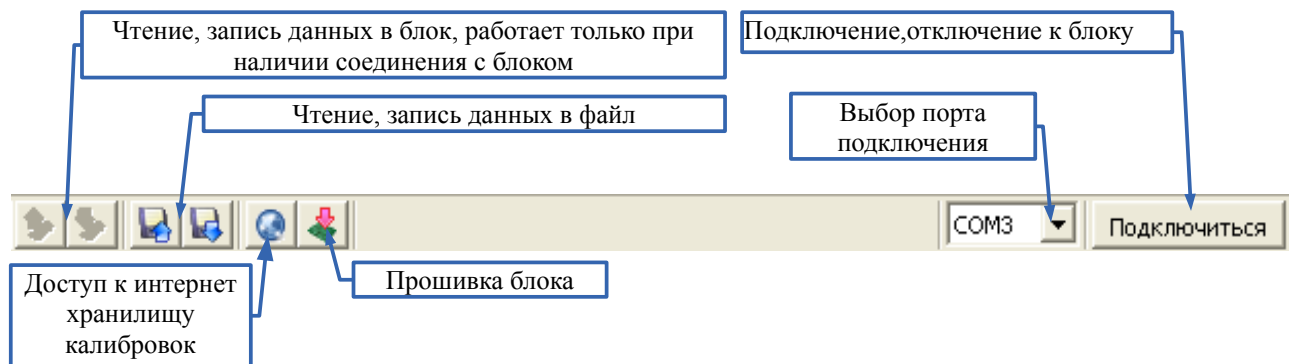 Чтение, запись данных в блок, работает только при
наличии соединения с блоком
Подключение,отключение к блоку
Чтение, запись данных в файл
Выбор порта
подключения
COM3
Подключиться
Доступ к интернет
хранилищу
калибровок
Прошивка блока